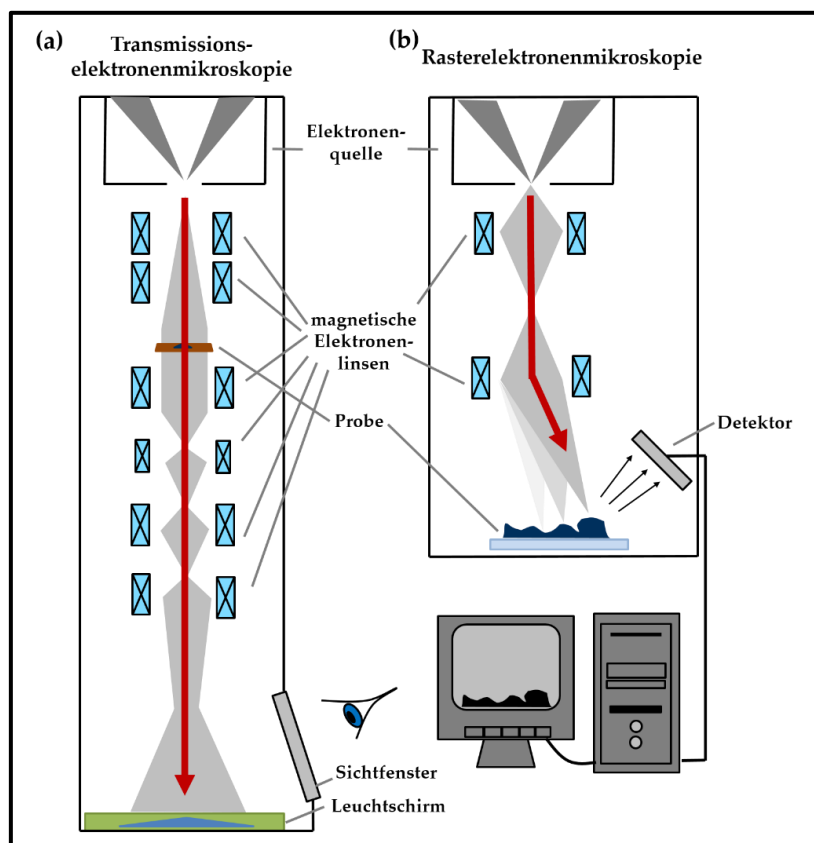 (a)
Transmissions-
elektronenmikroskopie
(b)
Rasterelektronenmikroskopie
Elektronen-
quelle
magnetische
Elektronen-
linsen
Probe
Detektor
Sichtfenster
Leuchtschirm